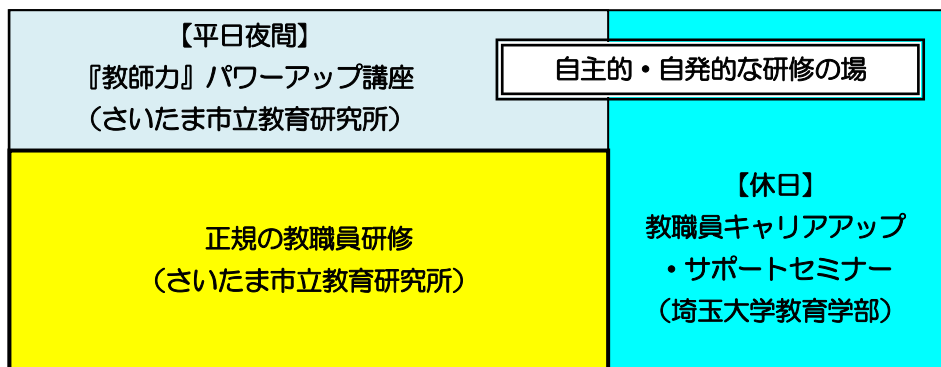 【平日夜間】
『教師力』パワーアップ講座
（さいたま市立教育研究所）
自主的・自発的な研修の場
正規の教職員研修
（さいたま市立教育研究所）
【休日】
教職員キャリアアップ
・サポートセミナー
（埼玉大学教育学部）